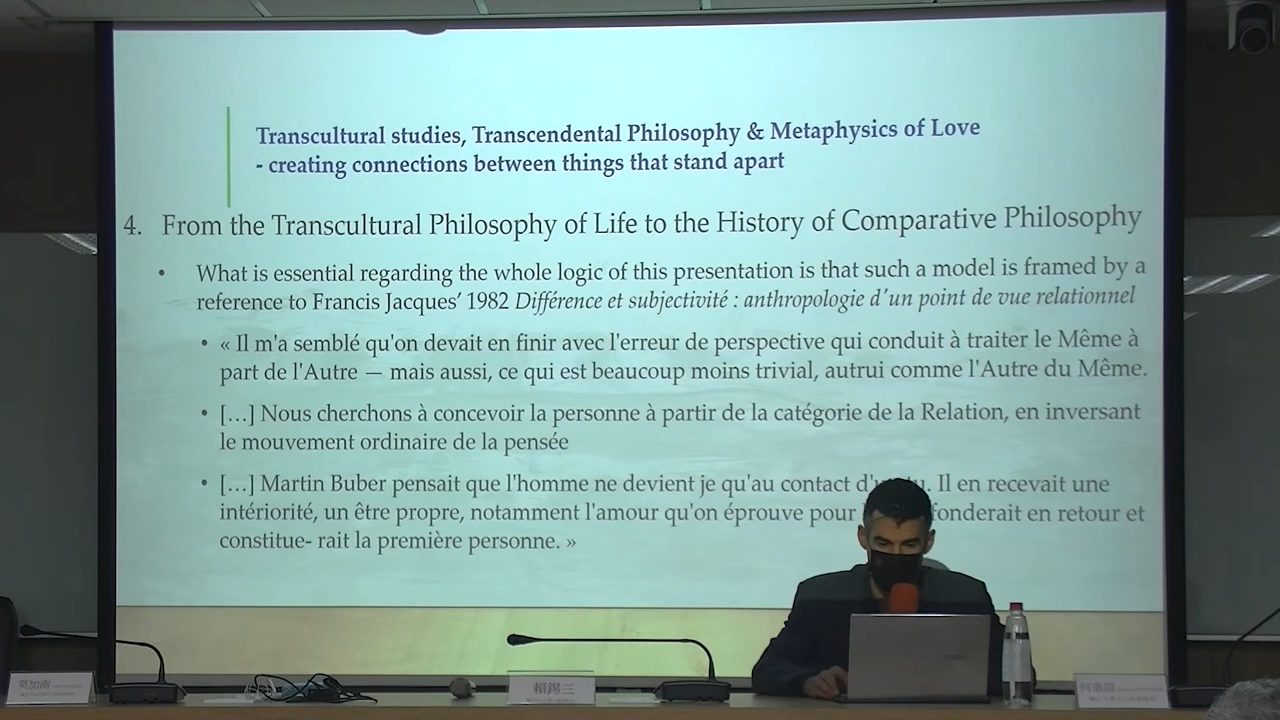 Transcultural studies, Transcendental Philosophy & Metaphysics of Love
- creating connections between things that stand apart
4. From the Transcultural Philosophy of Life to the History of Comparative Philosophy
• What is essential regarding the whole logic of this presentation is that such a model is framed by a
reference to Francis Jacques' 1982 Différence et subjectivité : anthropologie d'un point de vue relationnel
• « Il m'a semblé qu'on devait en finir avec l'erreur de perspective qui conduit à traiter le Même à
part de l'Autre — mais aussi, ce qui est beaucoup moins trivial, autrui comme l'Autre du Même.
• […] Nous cherchons à concevoir la personne à partir de la catégorie de la Relation, en inversant
le mouvement ordinaire de la pensée
• […] Martin Buber pensait que l'homme ne devient je qu'au contact Il en recevait une
intériorité, un être propre, notamment l'amour qu'on éprouve pour fonderait en retour et
constitue- rait la première personne. »
莫加南
賴錫三